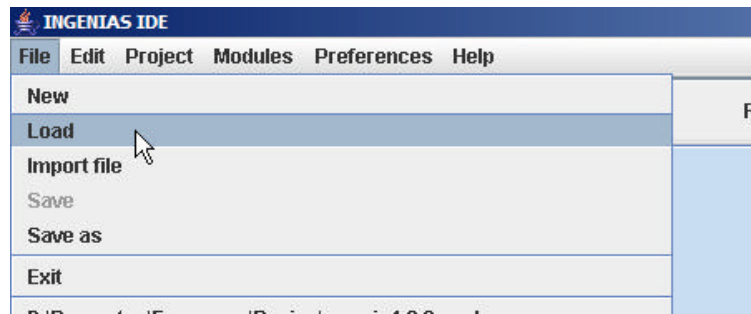 INGENIAS IDE
File Edit Project Modules Preferences Help
New
Load
Import file
Save
Save as
Exit